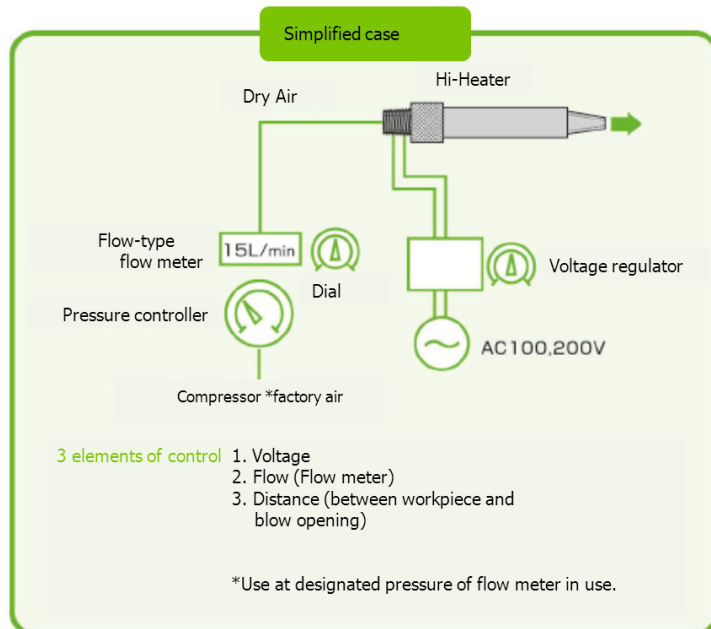 Simplified case
Hi-Heater
Dry Air
Flow-type
flow meter
15L/min
Dial
Voltage regulator
Pressure controller
AC100,200V
Compressor *factory air
3 elements of control 1. Voltage
2. Flow (Flow meter)
3. Distance (between workpiece and
blow opening)
*Use at designated pressure of flow meter in use.